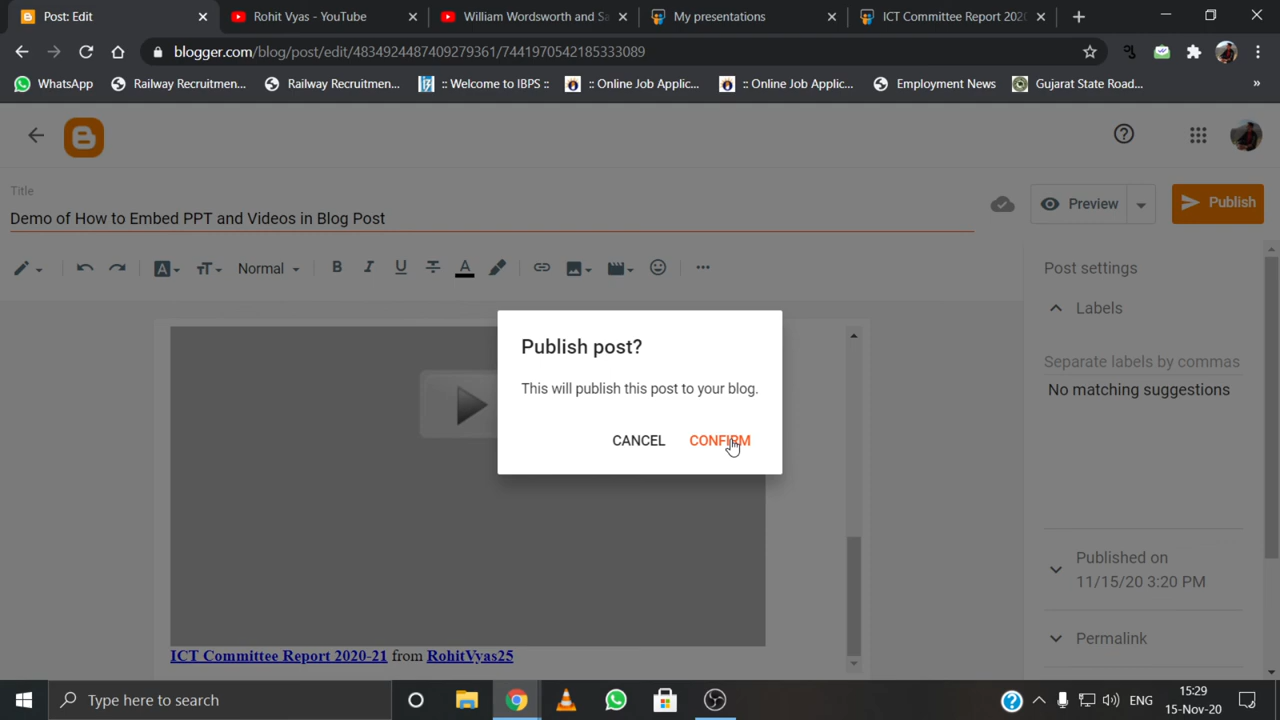 Post: Edit
Rohit Vyas - YouTube
William Wordsworth and Sa
My presentations
ICT Committee Report 2020
blogger.com/blog/post/edit/4834924487409279361/7441970542185333089
WhatsApp
Railway Recruitmen...
Railway Recruitmen...
:: Welcome to IBPS ::
:: Online Job Applic...
:: Online Job Applic...
Employment News
Gujarat State Road...
»
Title
Demo of How to Embed PPT and Videos in Blog Post
Preview
Publish
Normal
Post settings
Labels
Separate labels by commas
No matching suggestions
Publish post?
This will publish this post to your blog.
CANCEL
CONFIRM
Published on
11/15/20 3:20 PM
Permalink
ICT Committee Report 2020-21 from RohitVyas25
Type here to search
ENG
15:29
15-Nov-20